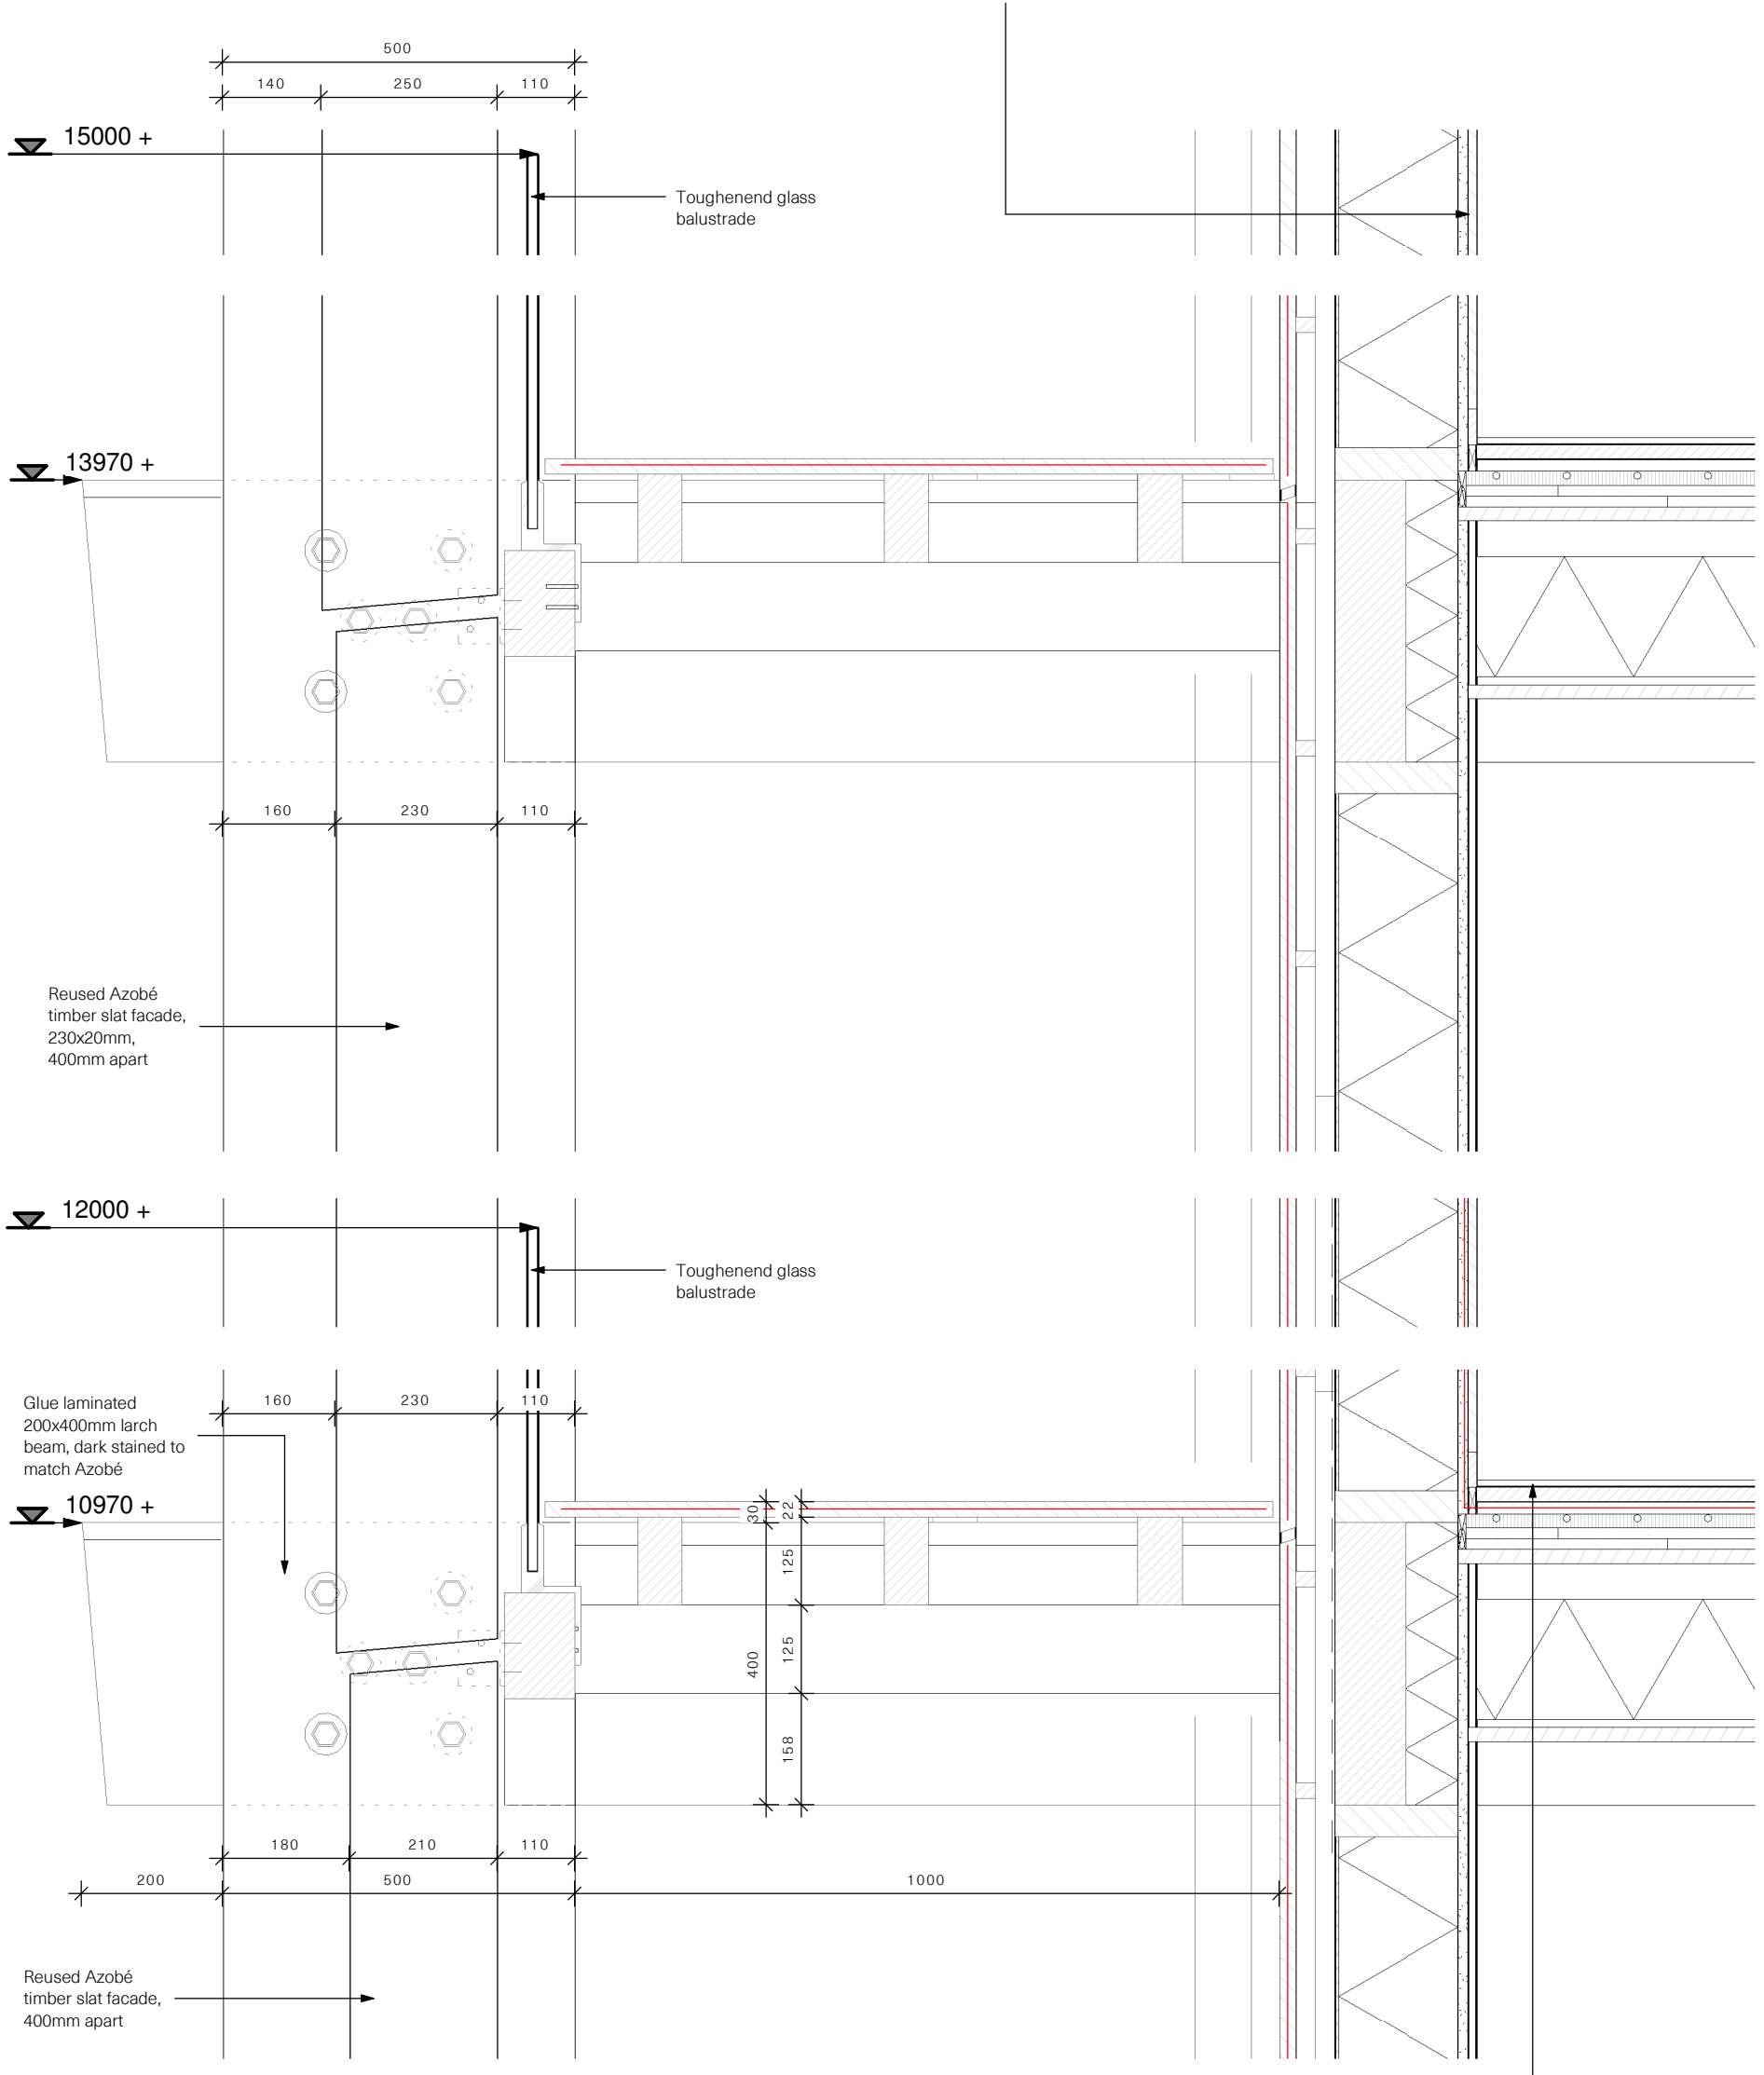 500
140 250 110
15000 +
Toughenend glass
balustrade
13970 +
160 230 110
Reused Azobé
timber slat facade,
230x20mm,
400mm apart
12000 +
Toughenend glass
balustrade
Glue laminated
200x400mm larch
beam, dark stained to
match Azobé
160 230 110
10970 +
30 22
125
400 125
158
180 210 110
200 500 1000
Reused Azobé
timber slat facade,
400mm apart